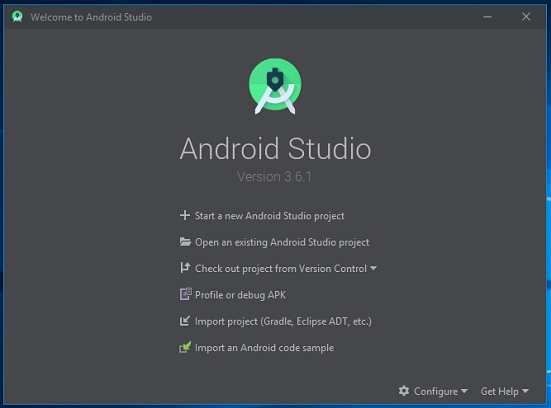 Welcome to Android Studio
Android Studio
Version 3.6.1
Start a new Android Studio project
Open an existing Android Studio project
Check out project from Version Control
Profile or debug APK
Import project (Gradle, Eclipse ADT, etc.)
Import an Android code sample
Configure Get Help